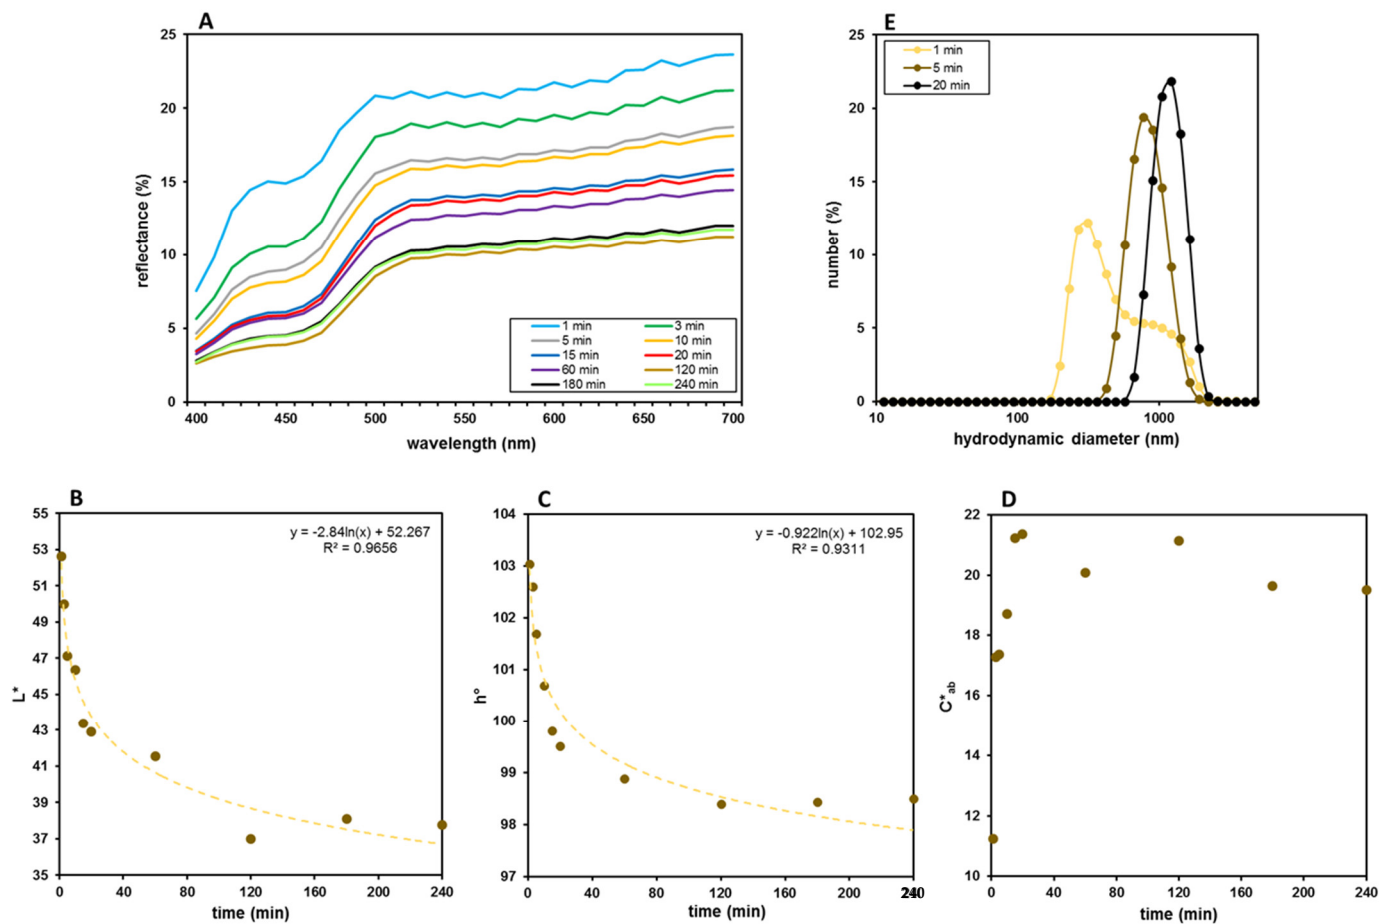 A
25
20
15
10
5
0
reflectance (%)
1 min
3 min
5 min
10 min
15 min
20 min
60 min
120 min
180 min
240 min
400
450
500
550
600
650
700
wavelength (nm)
E
25
20
15
10
5
0
number (%)
1 min
5 min
20 min
10
100
1000
hydrodynamic diameter (nm)
B
55
53
51
49
47
45
43
41
39
37
35
L*
y = -2.84ln(x) + 52.267
R² = 0.9656
0
40
80
120
160
200
240
time (min)
C
104
103
102
101
100
99
98
97
h°
y = -0.922ln(x) + 102.95
R² = 0.9311
0
40
80
120
160
200
time (min)
D
22
20
18
16
14
12
10
C*ab
0
40
80
120
160
200
240
time (min)